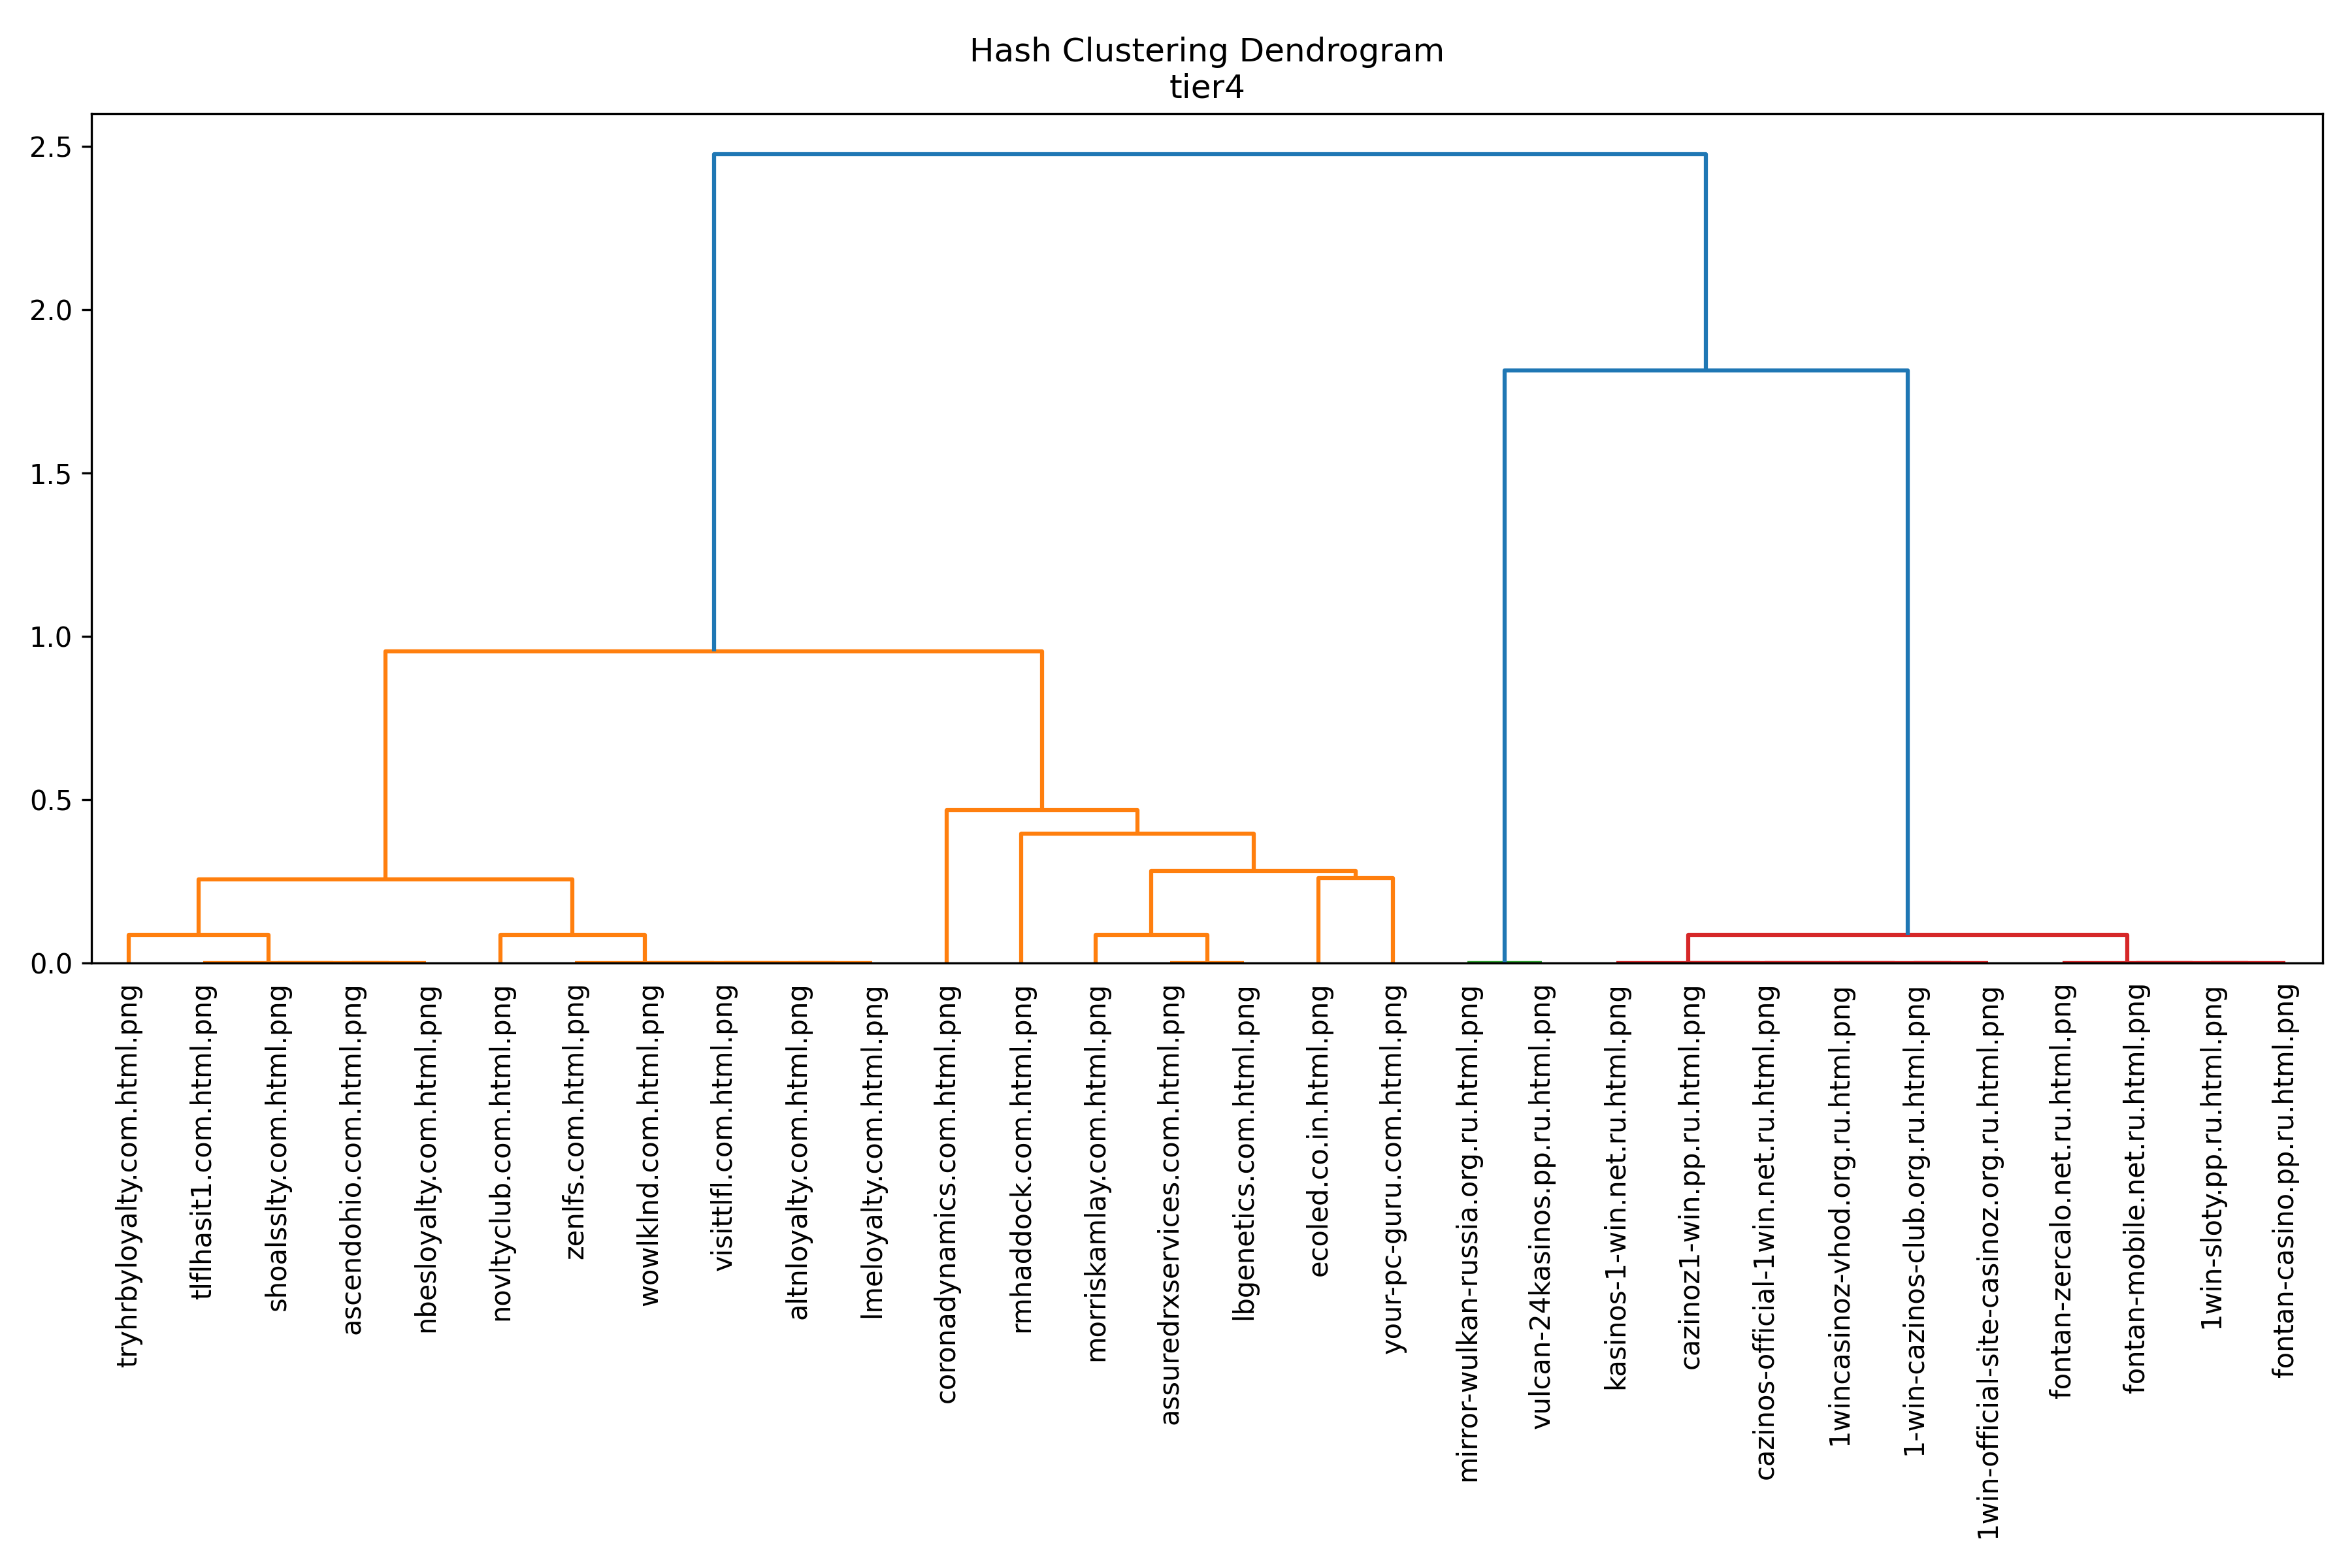 Hash Clustering Dendrogram
tier4
2.5
2.0
1.5
1.0
0.5
0.0
tryhrbyloyalty.com.html.png
tlflhasit1.com.html.png
shoalsslty.com.html.png
ascendohio.com.html.png
nbesloyalty.com.html.png
novltyclub.com.html.png
zenlfs.com.html.png
wowlklnd.com.html.png
visittlfl.com.html.png
altnloyalty.com.html.png
lmeloyalty.com.html.png
coronadynamics.com.html.png
rmhaddock.com.html.png
morriskamlay.com.html.png
assuredrxservices.com.html.png
lbgenetics.com.html.png
ecoled.co.in.html.png
your-pc-guru.com.html.png
mirror-wulkan-russia.org.ru.html.png
vulcan-24kasinos.pp.ru.html.png
kasinos-1-win.net.ru.html.png
cazinoz1-win.pp.ru.html.png
cazinos-official-1win.net.ru.html.png
1wincasinoz-vhod.org.ru.html.png
1-win-cazinos-club.org.ru.html.png
1win-official-site-casinoz.org.ru.html.png
fontan-zercalo.net.ru.html.png
fontan-mobile.net.ru.html.png
1win-sloty.pp.ru.html.png
fontan-casino.pp.ru.html.png